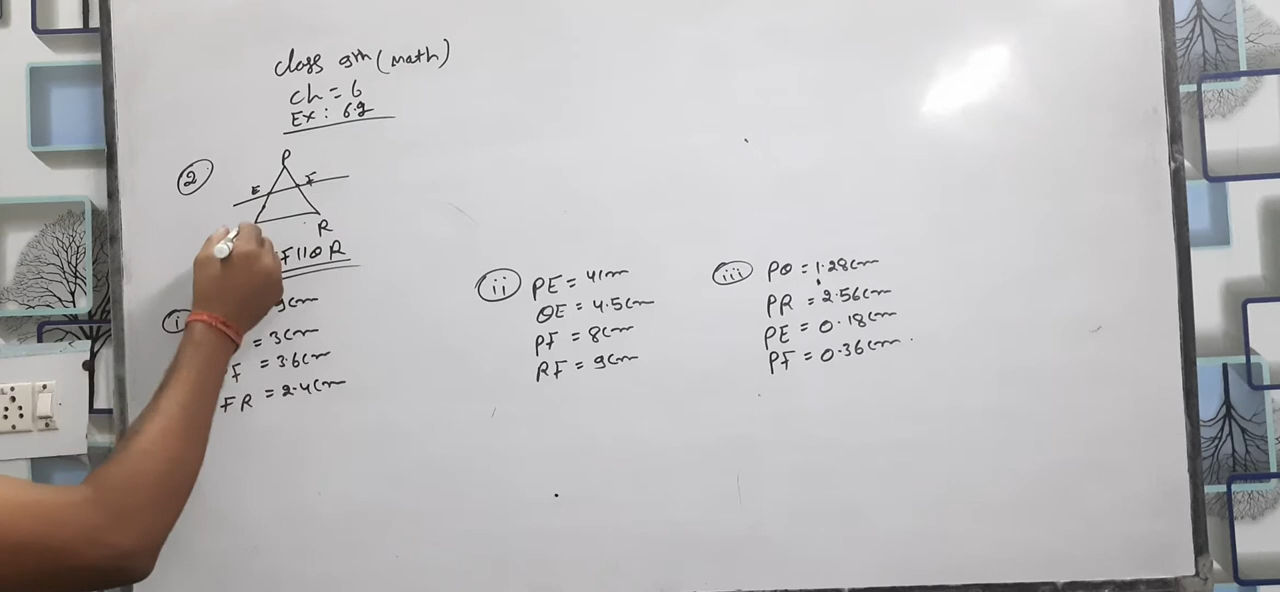 class 9th (math)
ch = 6
Ex : 6.2
2
P
E F
R
F || Q R
i
9cm
= 3cm
F = 3.6cm
FR = 2.4cm
ii PE = 4cm
QE = 4.5cm
PF = 8cm
RF = 9cm
iii PQ = 1.28cm
PR = 2.56cm
PE = 0.18cm
PF = 0.36cm.